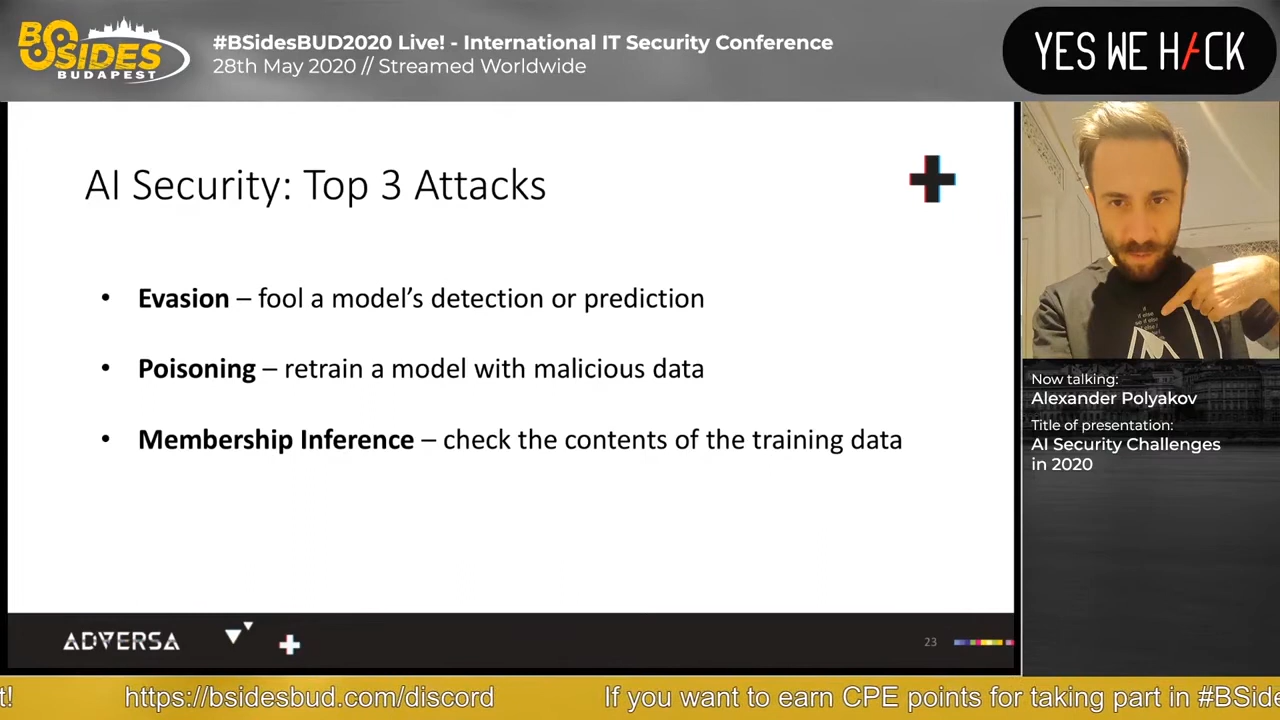 BSIDES
BUDAPEST
#BSidesBUD2020 Live! - International IT Security Conference
28th May 2020 // Streamed Worldwide
YES WE H/CK
AI Security: Top 3 Attacks
• Evasion – fool a model’s detection or prediction
• Poisoning – retrain a model with malicious data
• Membership Inference – check the contents of the training data
ADVERSA
23
Now talking:
Alexander Polyakov
Title of presentation:
AI Security Challenges
in 2020
t!
https://bsidesbud.com/discord
If you want to earn CPE points for taking part in #BSide